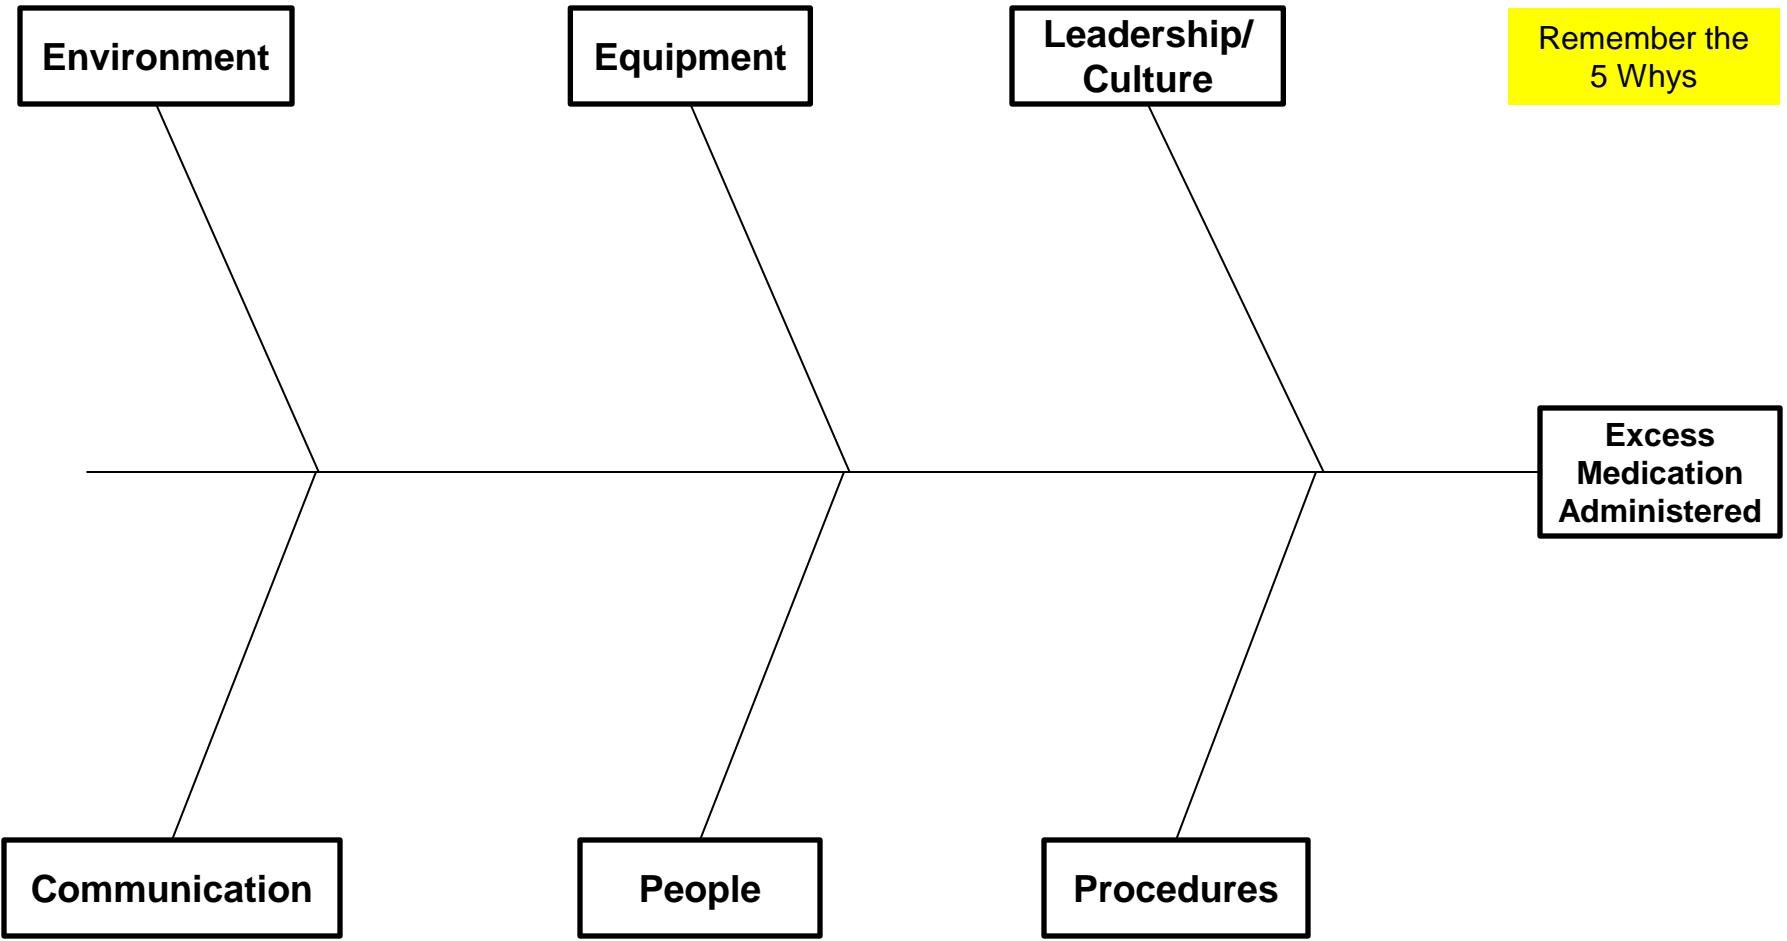 Environment
Equipment
Leadership/
Culture
Remember the
5 Whys
Excess
Medication
Administered
Communication
People
Procedures